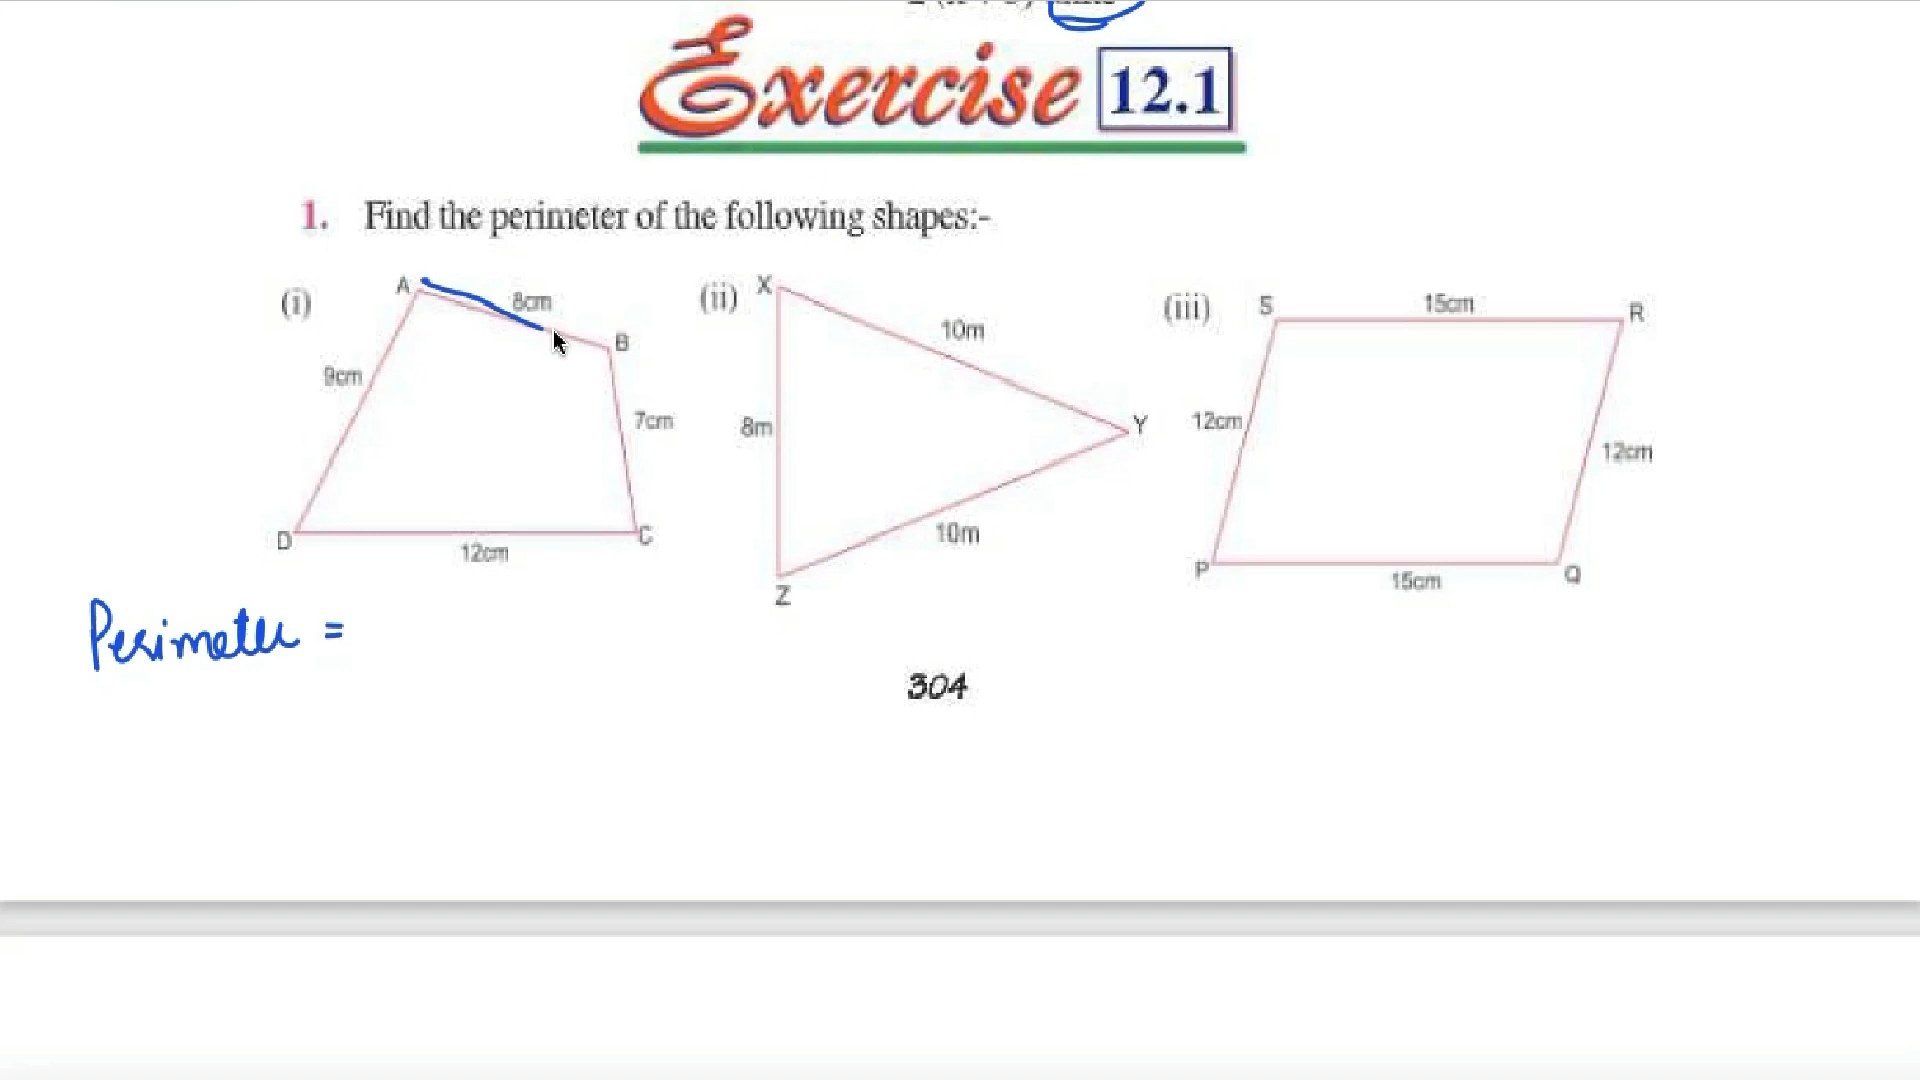 Exercise 12.1
1. Find the perimeter of the following shapes:-
(i) A 8cm B 9cm 7cm D 12cm C
(ii) X 10m Y 8m 10m Z
(iii) S 15cm R 12cm 12cm P 15cm Q
Perimeter =
304